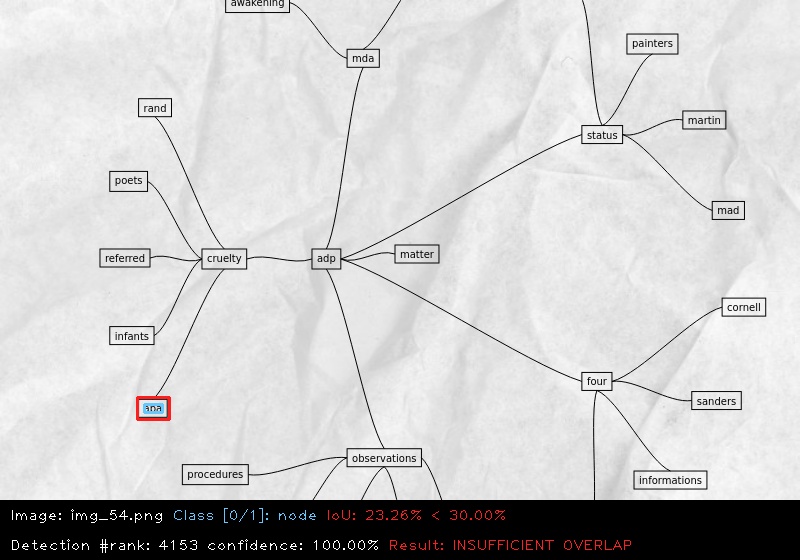 awakening
mda
painters
rand
martin
status
poets
mad
referred
cruelty
adp
matter
cornell
infants
four
sanders
observations
procedures
informations
Image: img_54.png Class [0/1]: node IoU: 23.26% < 30.00%
Detection #rank: 4153 confidence: 100.00% Result: INSUFFICIENT OVERLAP